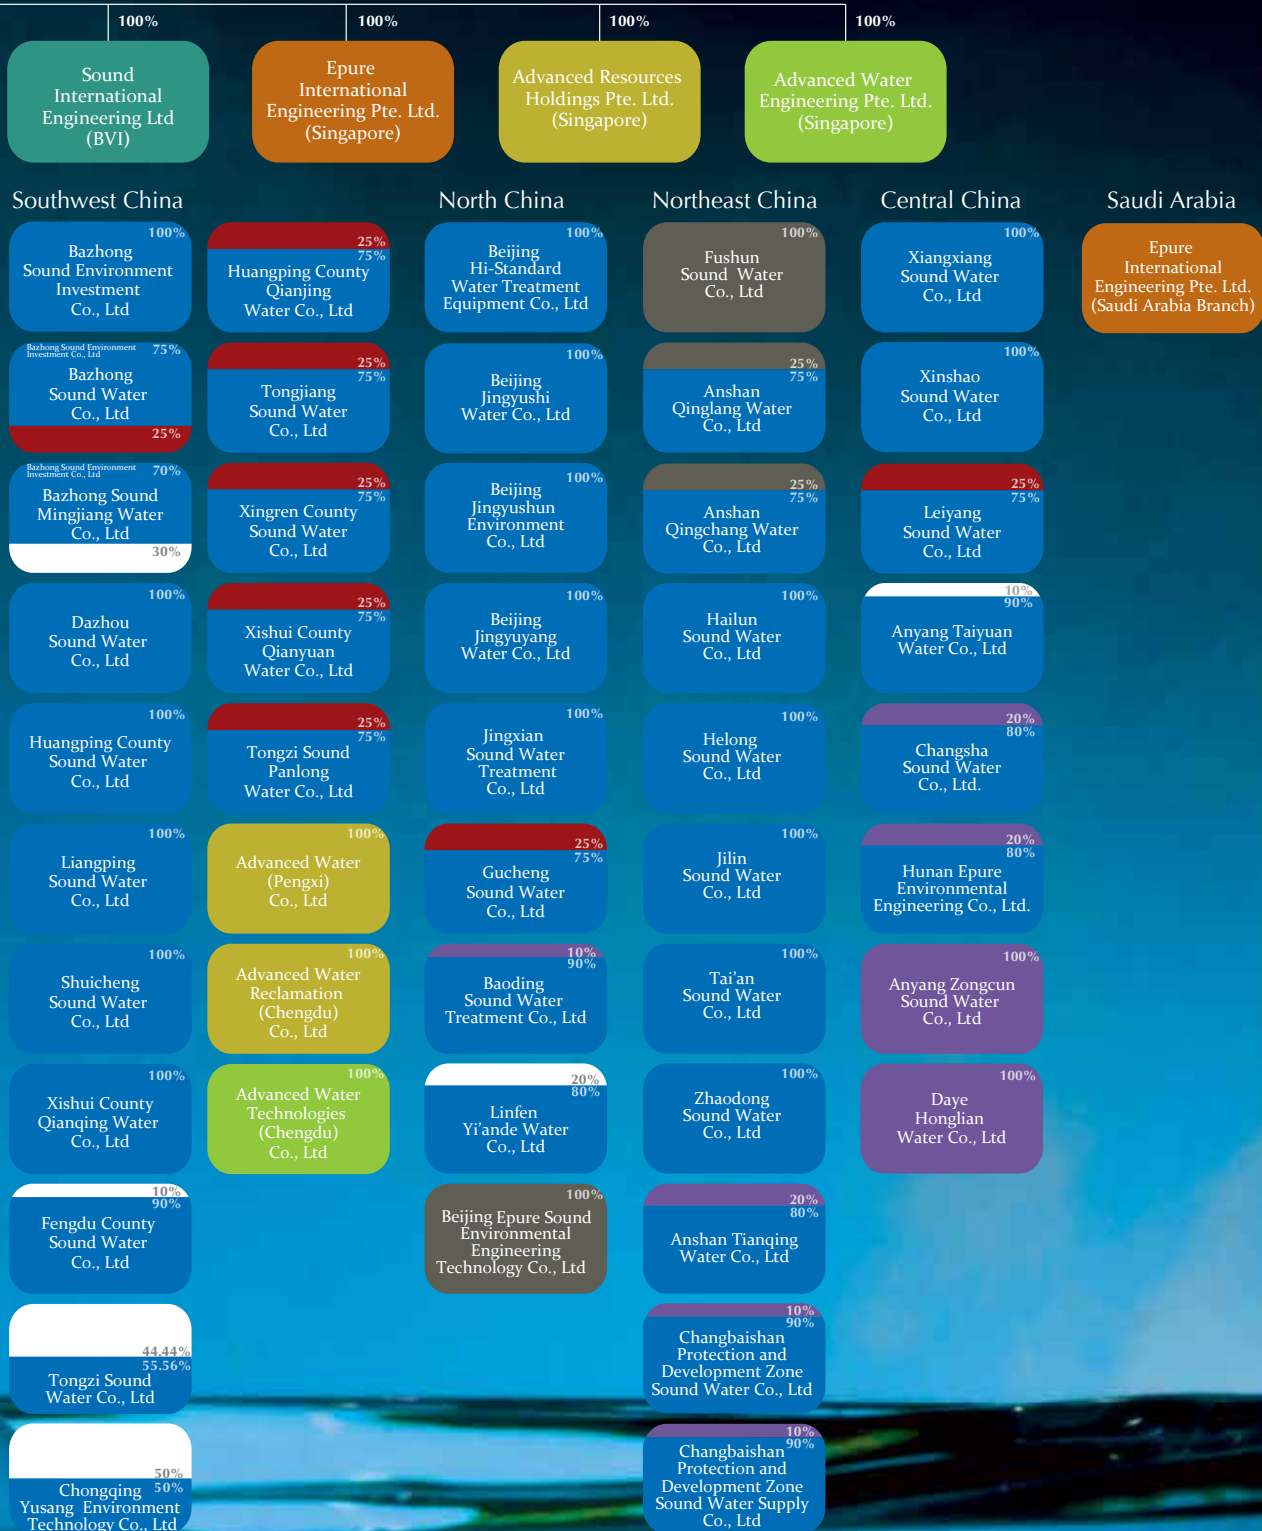 100%
100%
100%
100%
Sound
International
Engineering Ltd
(BVI)
Epure
International
Engineering Pte. Ltd.
(Singapore)
Advanced Resources
Holdings Pte. Ltd.
(Singapore)
Advanced Water
Engineering Pte. Ltd.
(Singapore)
Southwest China
100%
Bazhong
Sound Environment
Investment
Co., Ltd
Bazhong Sound Environment
Investment Co., Ltd
75%
Bazhong
Sound Water
Co., Ltd
25%
Bazhong Sound Environment
Investment Co., Ltd
70%
Bazhong Sound
Mingjiang Water
Co., Ltd
30%
100%
Dazhou
Sound Water
Co., Ltd
100%
Huangping County
Sound Water
Co., Ltd
100%
Liangping
Sound Water
Co., Ltd
100%
Shuicheng
Sound Water
Co., Ltd
100%
Xishui County
Qianqing Water
Co., Ltd
10%
90%
Fengdu County
Sound Water
Co., Ltd
44.44%
55.56%
Tongzi Sound
Water Co., Ltd
50%
50%
Chongqing
Yusang Environment
Technology Co., Ltd
25%
75%
Huangping County
Qianjing
Water Co., Ltd
25%
75%
Tongjiang
Sound Water
Co., Ltd
25%
75%
Xingren County
Sound Water
Co., Ltd
25%
75%
Xishui County
Qianyuan
Water Co., Ltd
25%
75%
Tongzi Sound
Panlong
Water Co., Ltd
100%
Advanced Water
(Pengxi)
Co., Ltd
100%
Advanced Water
Reclamation
(Chengdu)
Co., Ltd
100%
Advanced Water
Technologies
(Chengdu)
Co., Ltd
North China
100%
Beijing
Hi-Standard
Water Treatment
Equipment Co., Ltd
100%
Beijing
Jingyushi
Water Co., Ltd
100%
Beijing
Jingyushun
Environment
Co., Ltd
100%
Beijing
Jingyuyang
Water Co., Ltd
100%
Jingxian
Sound Water
Treatment
Co., Ltd
25%
75%
Gucheng
Sound Water
Co., Ltd
10%
90%
Baoding
Sound Water
Treatment Co., Ltd
20%
80%
Linfen
Yi'ande Water
Co., Ltd
100%
Beijing Epure Sound
Environmental
Engineering
Technology Co., Ltd
Northeast China
100%
Fushun
Sound Water
Co., Ltd
25%
75%
Anshan
Qinglang Water
Co., Ltd
25%
75%
Anshan
Qingchang Water
Co., Ltd
100%
Hailun
Sound Water
Co., Ltd
100%
Helong
Sound Water
Co., Ltd
100%
Jilin
Sound Water
Co., Ltd
100%
Tai'an
Sound Water
Co., Ltd
100%
Zhaodong
Sound Water
Co., Ltd
20%
80%
Anshan Tianqing
Water Co., Ltd
10%
90%
Changbaishan
Protection and
Development Zone
Sound Water Co., Ltd
10%
90%
Changbaishan
Protection and
Development Zone
Sound Water Supply
Co., Ltd
Central China
100%
Xiangxiang
Sound Water
Co., Ltd
100%
Xinshao
Sound Water
Co., Ltd
25%
75%
Leiyang
Sound Water
Co., Ltd
10%
90%
Anyang Taiyuan
Water Co., Ltd
20%
80%
Changsha
Sound Water
Co., Ltd.
20%
80%
Hunan Epure
Environmental
Engineering Co., Ltd.
100%
Anyang Zongcun
Sound Water
Co., Ltd
100%
Daye
Honglian
Water Co., Ltd
Saudi Arabia
Epure
International
Engineering Pte. Ltd.
(Saudi Arabia Branch)